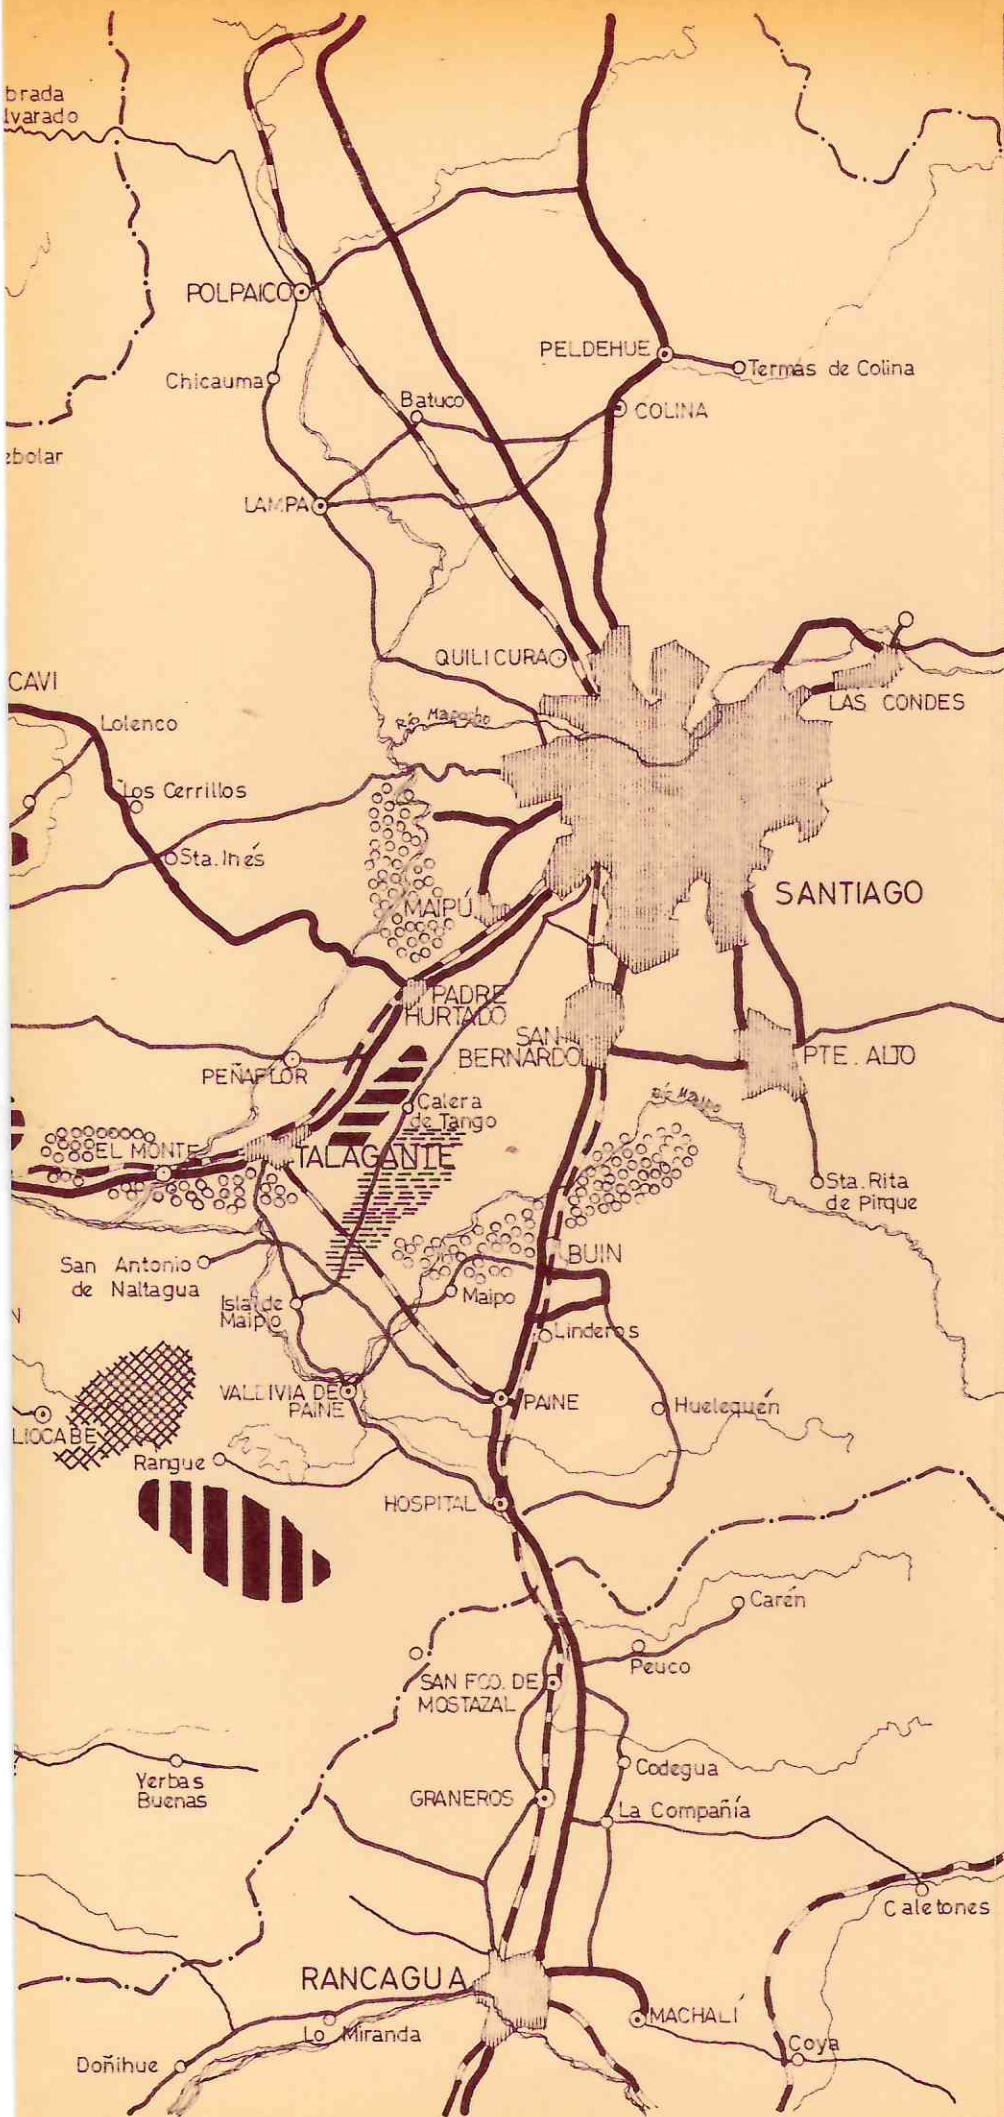 brada
lvarado
POLPAICO
PELDEHUE
Termas de Colina
Chicauma
Batuco
COLINA
ebolar
LAMPA
QUILICURA
CAVI
LAS CONDES
Lolenco
Río Mapocho
Los Cerrillos
Sta. Inés
MAIPÚ
SANTIAGO
PADRE
HURTADO
SAN
BERNARDO
PTE. ALTO
PEÑAFLOR
Calera
de Tango
Río Maipo
EL MONTE
TALAGANTE
Sta. Rita
de Pirque
San Antonio
de Naltagua
BUIN
Isla de
Maipo
Maipo
N
Linderos
VALDIVIA DE
PAINE
PAINE
Huelequén
LIOCABE
Rangue
HOSPITAL
Carén
Peuco
SAN FCO. DE
MOSTAZAL
Yerbas
Buenas
Codegua
GRANEROS
La Compañía
Caletones
RANCAGUA
MACHALÍ
Lo Miranda
Coya
Doñihue